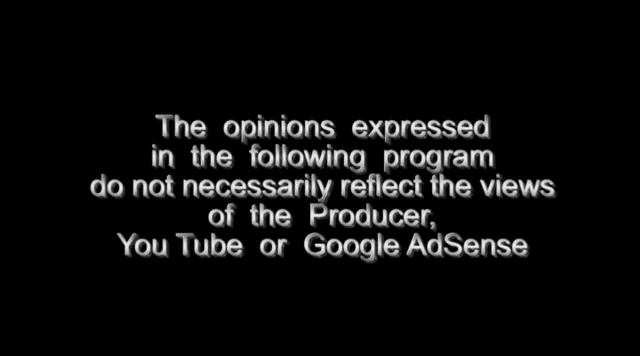 The opinions expressed
in the following program
do not necessarily reflect the views
of the Producer,
You Tube or Google AdSense